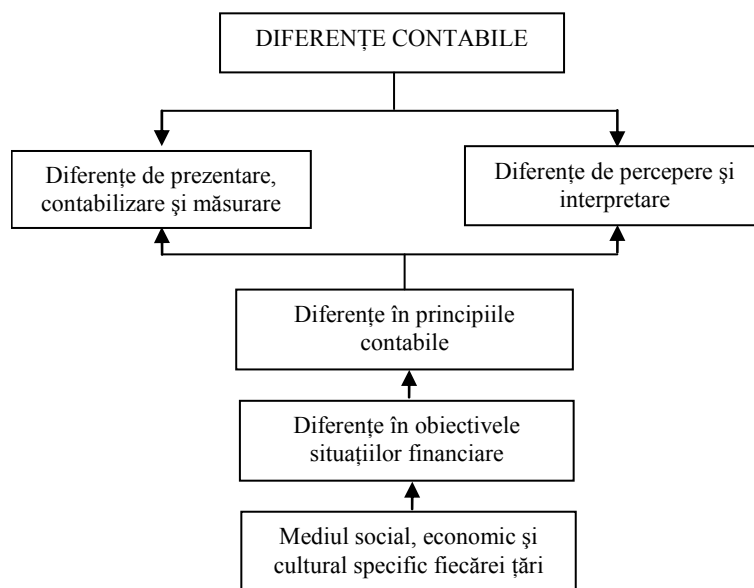 DIFERENȚE CONTABILE
Diferențe de prezentare,
contabilizare şi măsurare
Diferențe de percepere şi
interpretare
Diferențe în principiile
contabile
Diferențe în obiectivele
situațiilor financiare
Mediul social, economic şi
cultural specific fiecărei țări